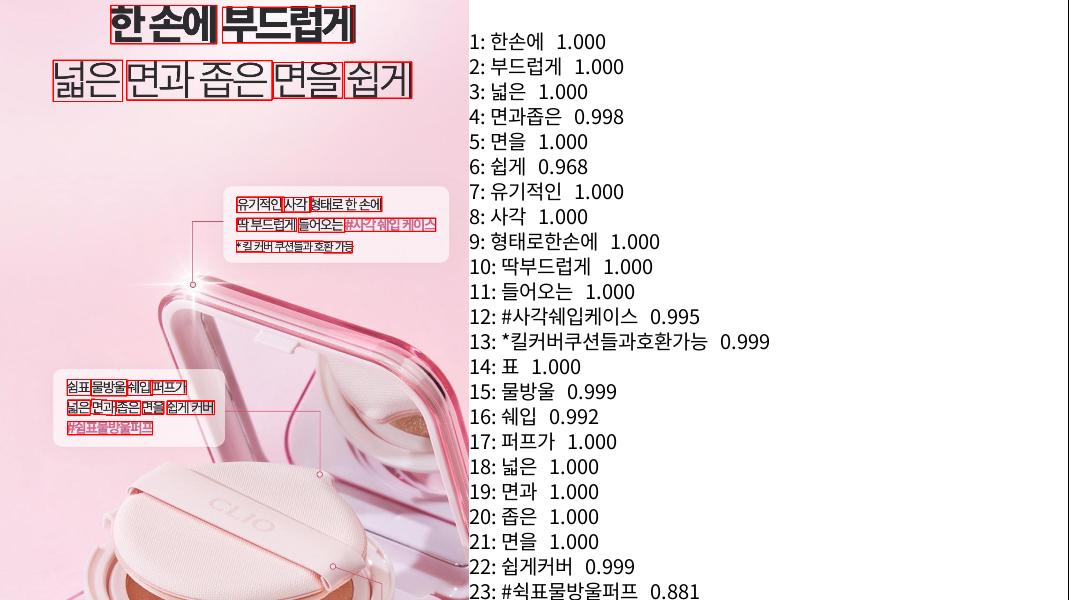 한 손에 부드럽게
넓은 면과 좁은 면을 쉽게
유기적인 사각 형태로 한 손에
딱 부드럽게 들어오는 #사각 쉐입 케이스
* 킬 커버 쿠션들과 호환 가능
쉼표 물방울 쉐입 퍼프가
넓은 면과 좁은 면을 쉽게 커버
#쉼표물방울퍼프
CLIO
1: 한손에 1.000
2: 부드럽게 1.000
3: 넓은 1.000
4: 면과좁은 0.998
5: 면을 1.000
6: 쉽게 0.968
7: 유기적인 1.000
8: 사각 1.000
9: 형태로한손에 1.000
10: 딱부드럽게 1.000
11: 들어오는 1.000
12: #사각쉐입케이스 0.995
13: *킬커버쿠션들과호환가능 0.999
14: 표 1.000
15: 물방울 0.999
16: 쉐입 0.992
17: 퍼프가 1.000
18: 넓은 1.000
19: 면과 1.000
20: 좁은 1.000
21: 면을 1.000
22: 쉽게커버 0.999
23: #쉭표물방울퍼프 0.881